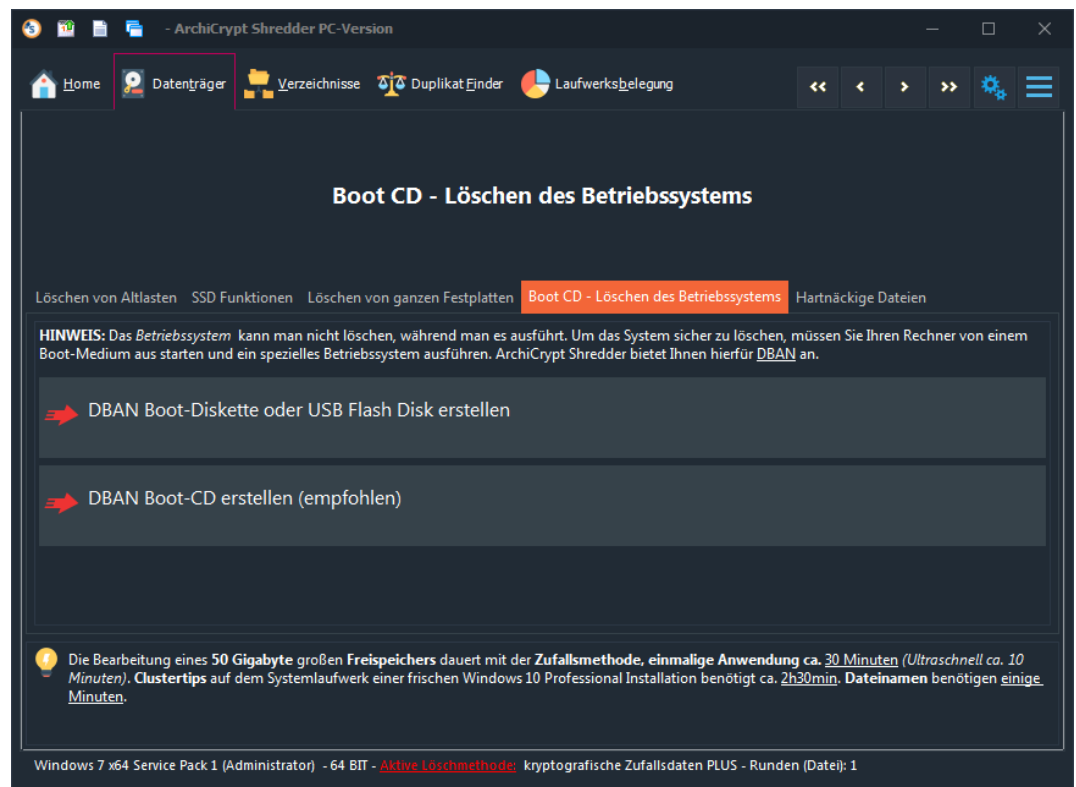 - ArchiCrypt Shredder PC-Version
Home Datenträger Verzeichnisse Duplikat Finder Laufwerksbelegung
Boot CD - Löschen des Betriebssystems
Löschen von Altlasten SSD Funktionen Löschen von ganzen Festplatten Boot CD - Löschen des Betriebssystems Hartnäckige Dateien
HINWEIS: Das Betriebssystem kann man nicht löschen, während man es ausführt. Um das System sicher zu löschen, müssen Sie Ihren Rechner von einem
Boot-Medium aus starten und ein spezielles Betriebssystem ausführen. ArchiCrypt Shredder bietet Ihnen hierfür DBAN an.
DBAN Boot-Diskette oder USB Flash Disk erstellen
DBAN Boot-CD erstellen (empfohlen)
Die Bearbeitung eines 50 Gigabyte großen Freispeichers dauert mit der Zufallsmethode, einmalige Anwendung ca. 30 Minuten (Ultraschnell ca. 10
Minuten). Clustertips auf dem Systemlaufwerk einer frischen Windows 10 Professional Installation benötigt ca. 2h30min. Dateinamen benötigen einige
Minuten.
Windows 7 x64 Service Pack 1 (Administrator) - 64 BIT - Aktive Löschmethode: kryptografische Zufallsdaten PLUS - Runden (Datei): 1